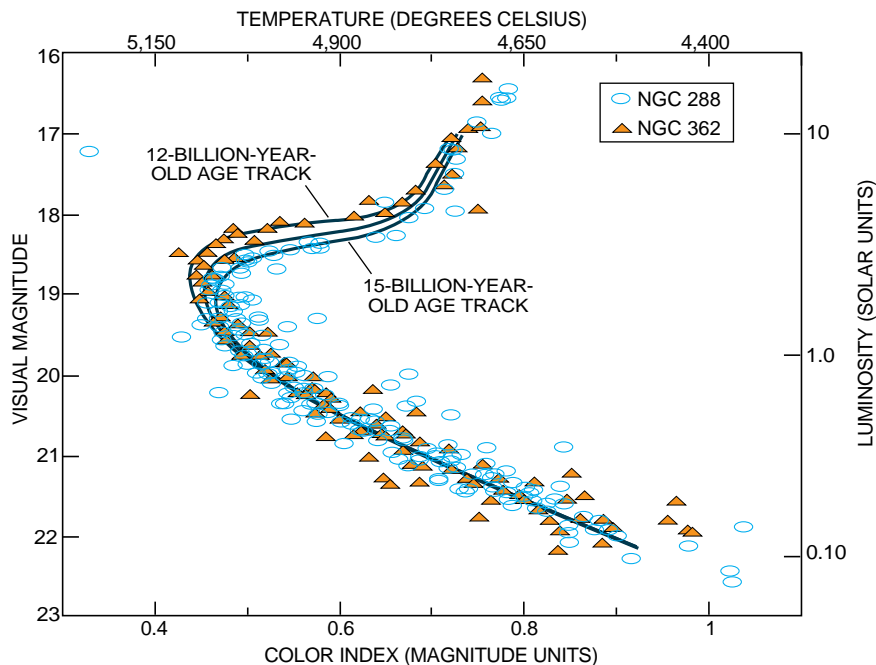 TEMPERATURE (DEGREES CELSIUS)
5,150 4,900 4,650 4,400
16
17
18
19
20
21
22
23
VISUAL MAGNITUDE
NGC 288
NGC 362
12-BILLION-YEAR-
OLD AGE TRACK
15-BILLION-YEAR-
OLD AGE TRACK
10
1.0
0.10
LUMINOSITY (SOLAR UNITS)
0.4 0.6 0.8 1
COLOR INDEX (MAGNITUDE UNITS)